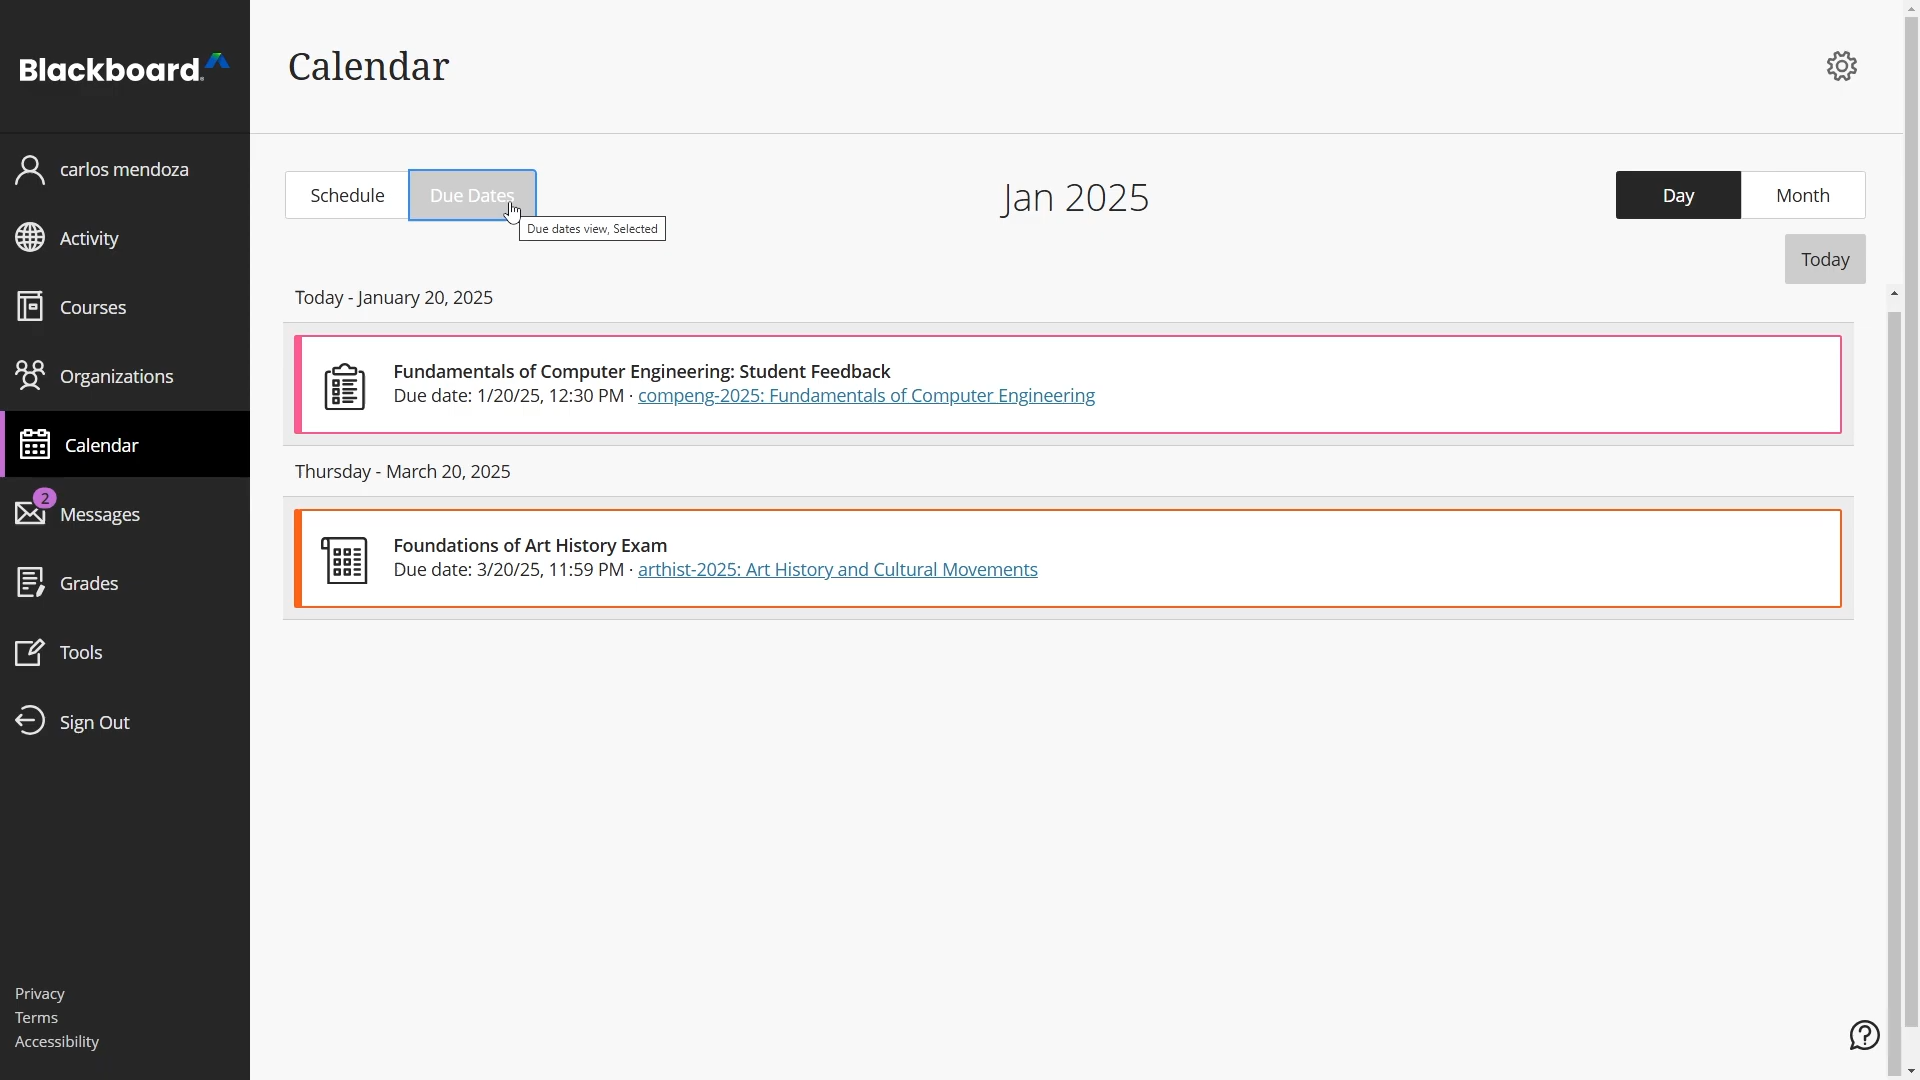 Blackboard
carlos mendoza
Activity
Courses
Organizations
Calendar
2
Messages
Grades
Tools
Sign Out
Privacy
Terms
Accessibility
Calendar
Schedule
Due Dates
Due dates view, Selected
Jan 2025
Day
Month
Today
Today - January 20, 2025
Fundamentals of Computer Engineering: Student Feedback
Due date: 1/20/25, 12:30 PM · compeng-2025: Fundamentals of Computer Engineering
Thursday - March 20, 2025
Foundations of Art History Exam
Due date: 3/20/25, 11:59 PM · arthist-2025: Art History and Cultural Movements